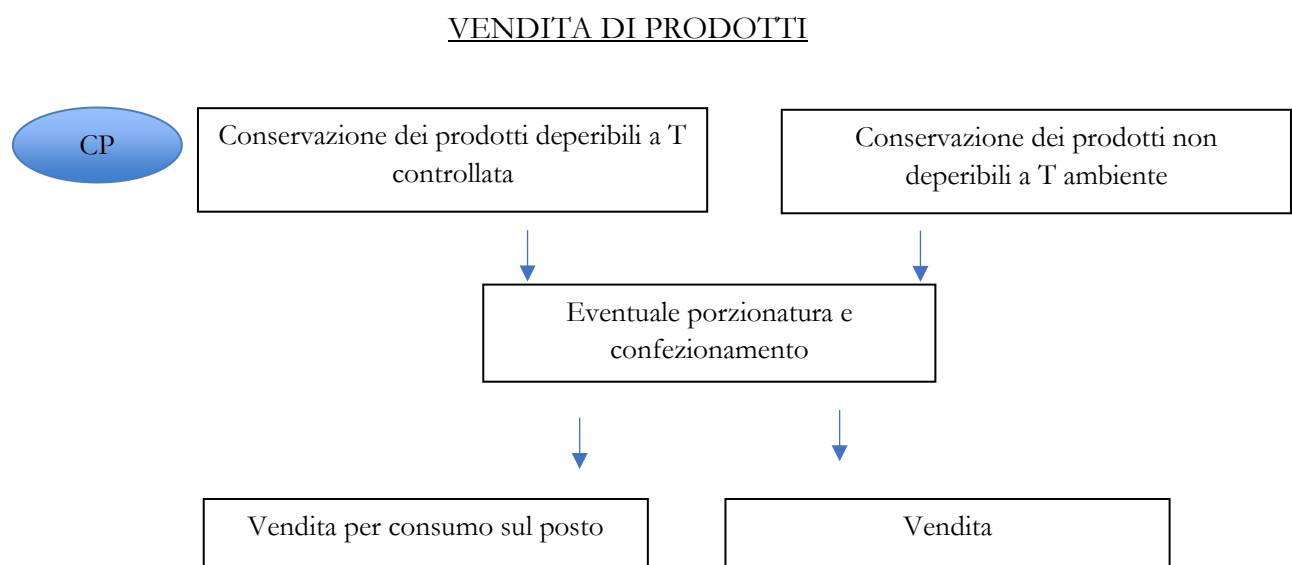 VENDITA DI PRODOTTI
CP
Conservazione dei prodotti deperibili a T
controllata
Conservazione dei prodotti non
deperibili a T ambiente
Eventuale porzionatura e
confezionamento
Vendita per consumo sul posto
Vendita